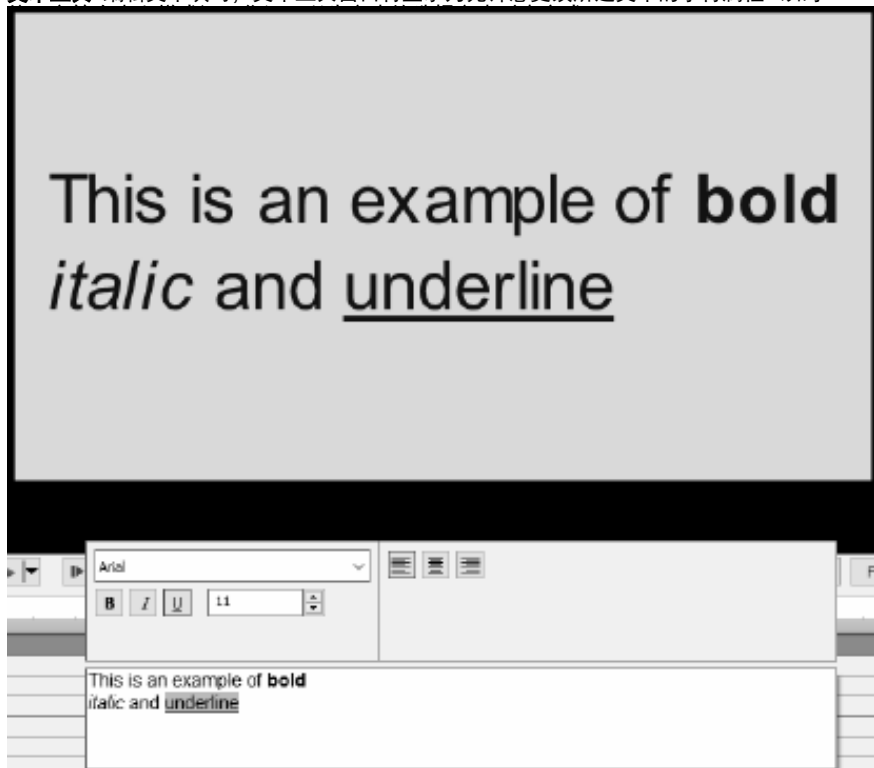 This is an example of bold
italic and underline
Arial
B I U 11
F
This is an example of bold
italic and underline